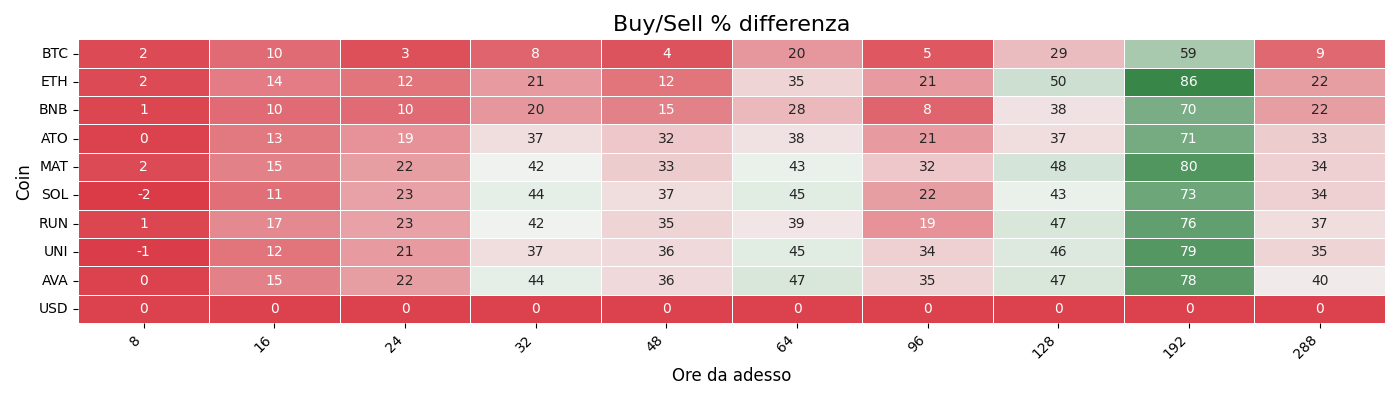 Buy/Sell % differenza
Coin
BTC 2 10 3 8 4 20 5 29 59 9
ETH 2 14 12 21 12 35 21 50 86 22
BNB 1 10 10 20 15 28 8 38 70 22
ATO 0 13 19 37 32 38 21 37 71 33
MAT 2 15 22 42 33 43 32 48 80 34
SOL -2 11 23 44 37 45 22 43 73 34
RUN 1 17 23 42 35 39 19 47 76 37
UNI -1 12 21 37 36 45 34 46 79 35
AVA 0 15 22 44 36 47 35 47 78 40
USD 0 0 0 0 0 0 0 0 0 0
8 16 24 32 48 64 96 128 192 288
Ore da adesso